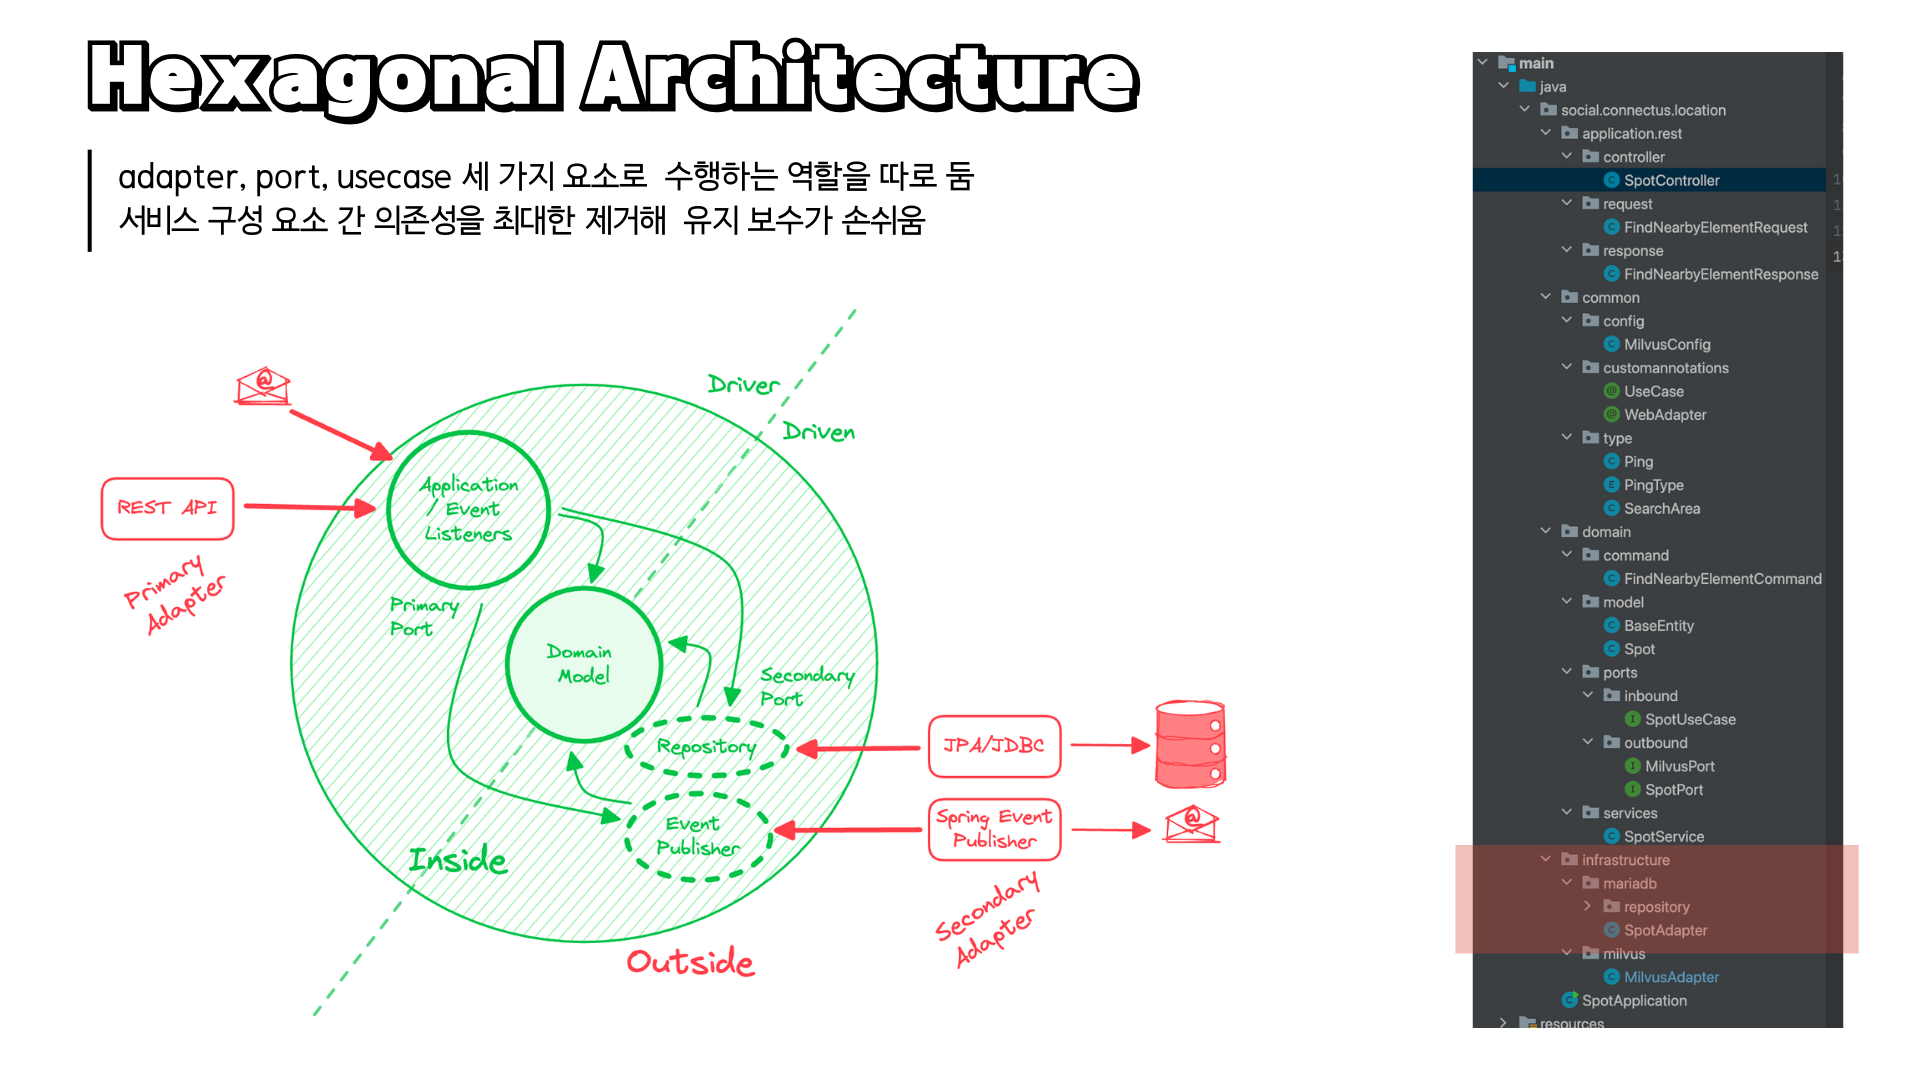 Hexagonal Architecture
adapter, port, usecase 세 가지 요소로 수행하는 역할을 따로 둠
서비스 구성 요소 간 의존성을 최대한 제거해 유지 보수가 손쉬움
Driver
Driven
@
Application
/ Event
Listeners
REST API
Primary
Adapter
Primary
Port
Domain
Model
Secondary
Port
Repository
JPA/JDBC
Event
Publisher
Spring Event
Publisher
@
Inside
Secondary
Adapter
Outside
main
java
social.connectus.location
application.rest
controller
SpotController
request
FindNearbyElementRequest
response
FindNearbyElementResponse
common
config
MilvusConfig
customannotations
UseCase
WebAdapter
type
Ping
PingType
SearchArea
domain
command
FindNearbyElementCommand
model
BaseEntity
Spot
ports
inbound
SpotUseCase
outbound
MilvusPort
SpotPort
services
SpotService
infrastructure
mariadb
repository
SpotAdapter
milvus
MilvusAdapter
SpotApplication
resources